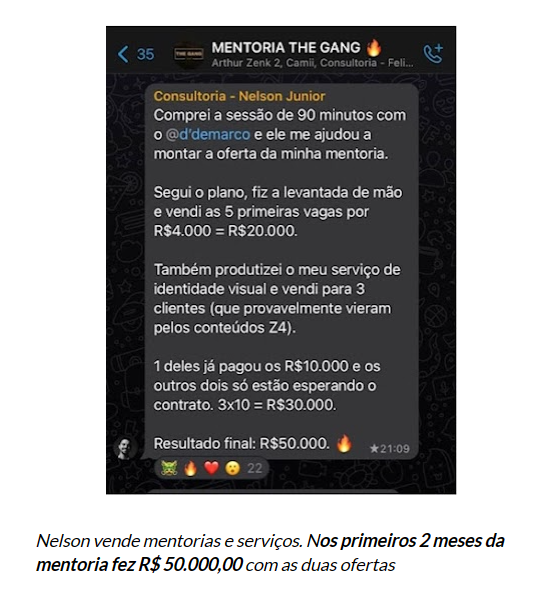 35
THE GANG
MENTORIA THE GANG 🔥
Arthur Zenk 2, Camii, Consultoria - Feli...
Consultoria - Nelson Junior
Comprei a sessão de 90 minutos com
o @d'demarco e ele me ajudou a
montar a oferta da minha mentoria.
Segui o plano, fiz a levantada de mão
e vendi as 5 primeiras vagas por
R$4.000 = R$20.000.
Também produtizei o meu serviço de
identidade visual e vendi para 3
clientes (que provavelmente vieram
pelos conteúdos Z4).
1 deles já pagou os R$10.000 e os
outros dois só estão esperando o
contrato. 3x10 = R$30.000.
Resultado final: R$50.000. 🔥
★21:09
22
Nelson vende mentorias e serviços. Nos primeiros 2 meses da
mentoria fez R$ 50.000,00 com as duas ofertas